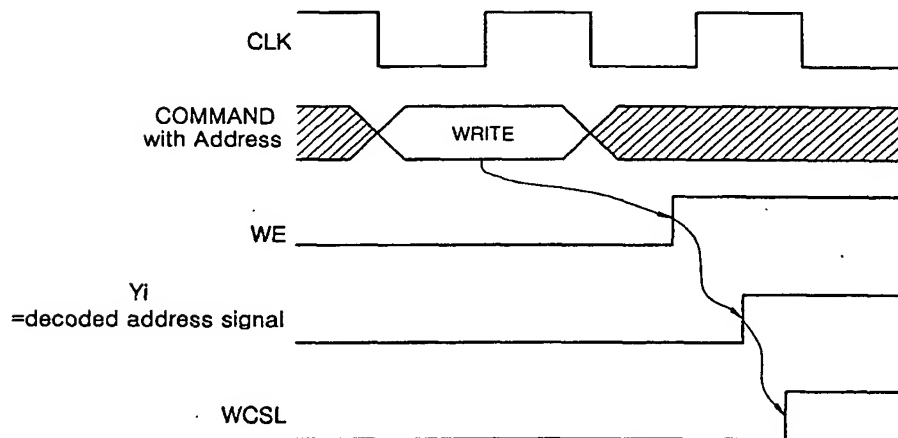 CLK
COMMAND
with Address
WRITE
WE
Yi
=decoded address signal
WCSL